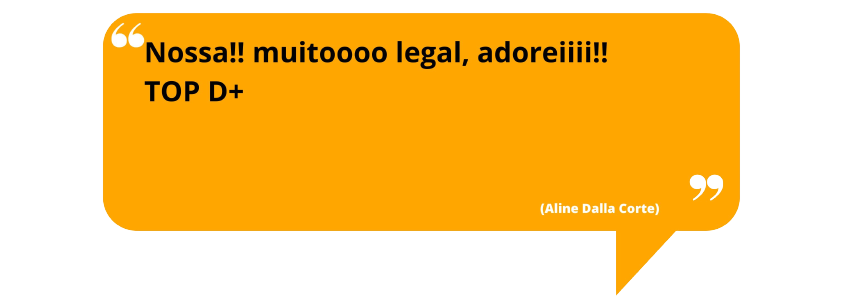 “
Nossa!! muitoooo legal, adoreiiii!!
TOP D+
”
(Aline Dalla Corte)